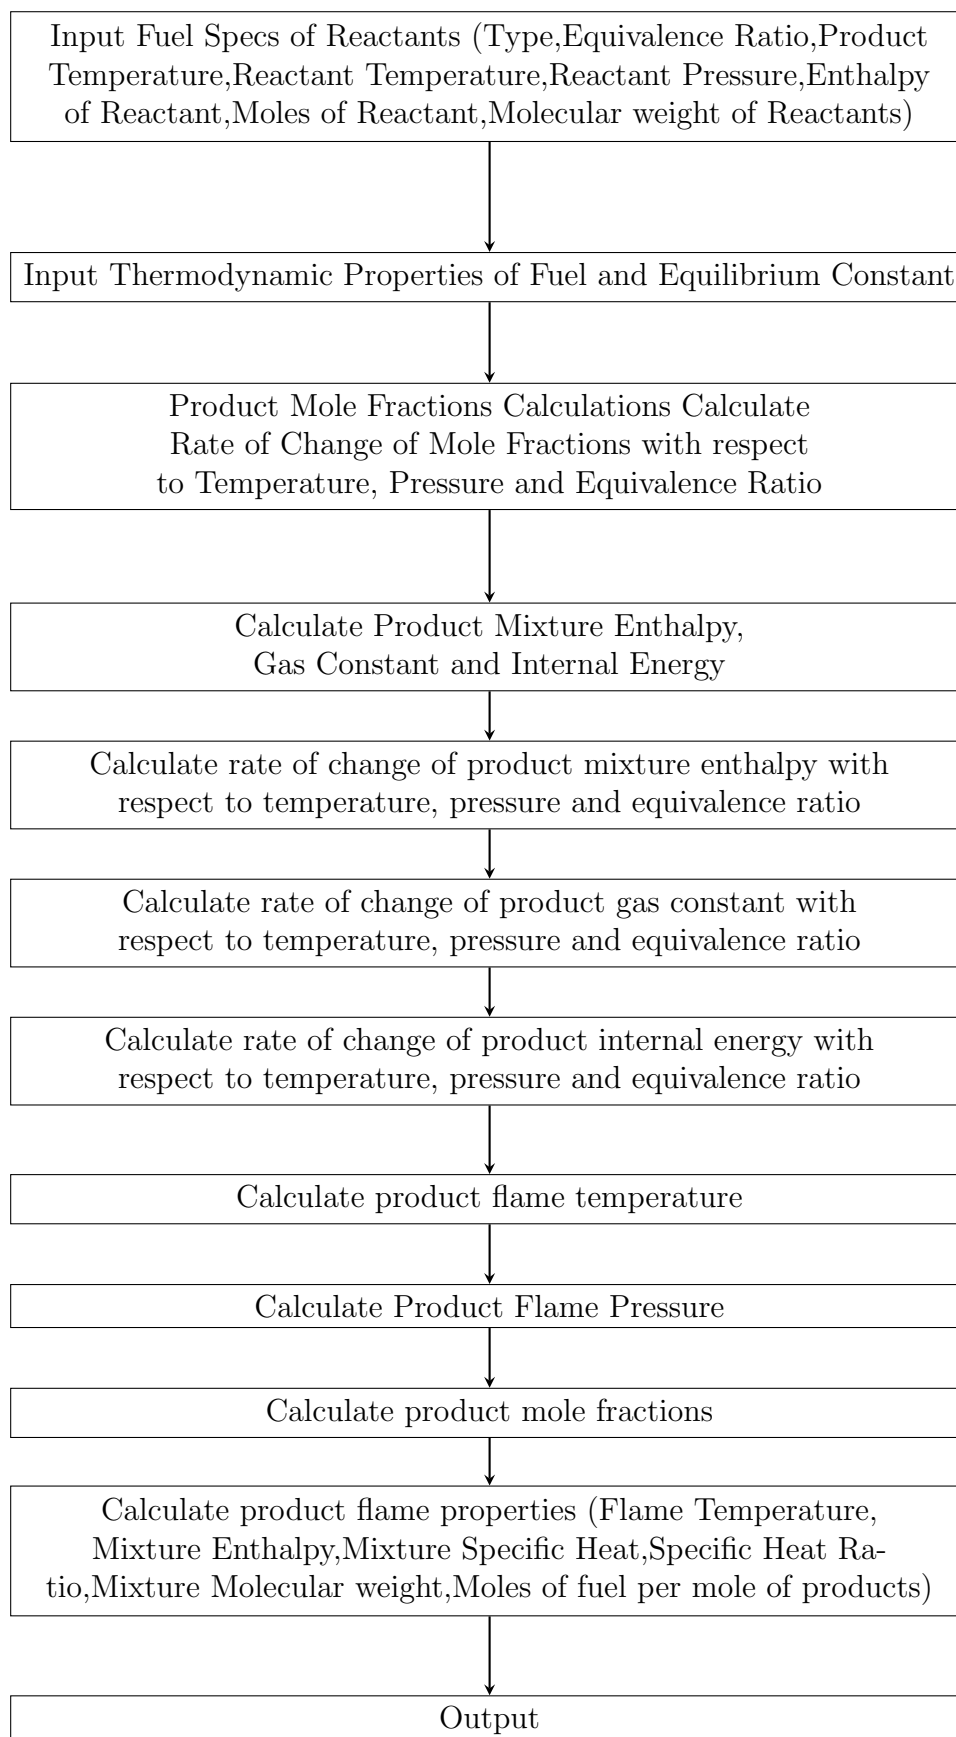 Input Fuel Specs of Reactants (Type,Equivalence Ratio,Product
Temperature,Reactant Temperature,Reactant Pressure,Enthalpy
of Reactant,Moles of Reactant,Molecular weight of Reactants)
Input Thermodynamic Properties of Fuel and Equilibrium Constant
Product Mole Fractions Calculations Calculate
Rate of Change of Mole Fractions with respect
to Temperature, Pressure and Equivalence Ratio
Calculate Product Mixture Enthalpy,
Gas Constant and Internal Energy
Calculate rate of change of product mixture enthalpy with
respect to temperature, pressure and equivalence ratio
Calculate rate of change of product gas constant with
respect to temperature, pressure and equivalence ratio
Calculate rate of change of product internal energy with
respect to temperature, pressure and equivalence ratio
Calculate product flame temperature
Calculate Product Flame Pressure
Calculate product mole fractions
Calculate product flame properties (Flame Temperature,
Mixture Enthalpy,Mixture Specific Heat,Specific Heat Ra-
tio,Mixture Molecular weight,Moles of fuel per mole of products)
Output